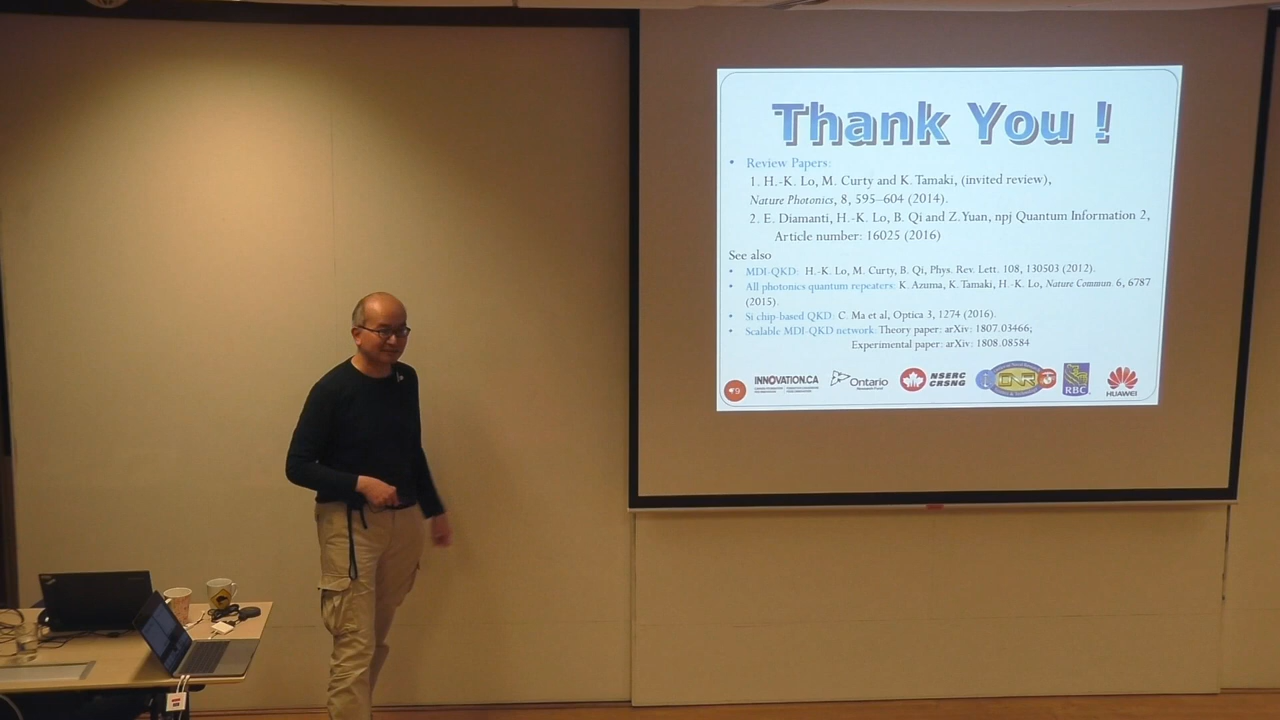 Thank You !
• Review Papers:
1. H.-K. Lo, M. Curty and K. Tamaki, (invited review),
Nature Photonics, 8, 595–604 (2014).
2. E. Diamanti, H.-K. Lo, B. Qi and Z. Yuan, npj Quantum Information 2,
Article number: 16025 (2016)
See also
• MDI-QKD: H.-K. Lo, M. Curty, B. Qi, Phys. Rev. Lett. 108, 130503 (2012).
• All photonics quantum repeaters: K. Azuma, K. Tamaki, H.-K. Lo, Nature Commun. 6, 6787
(2015).
• Si chip-based QKD: C. Ma et al, Optica 3, 1274 (2016).
• Scalable MDI-QKD network: Theory paper: arXiv: 1807.03466;
Experimental paper: arXiv: 1808.08584
INNOVATION.CA
Ontario
NSERC
CRSNG
RBC
HUAWEI